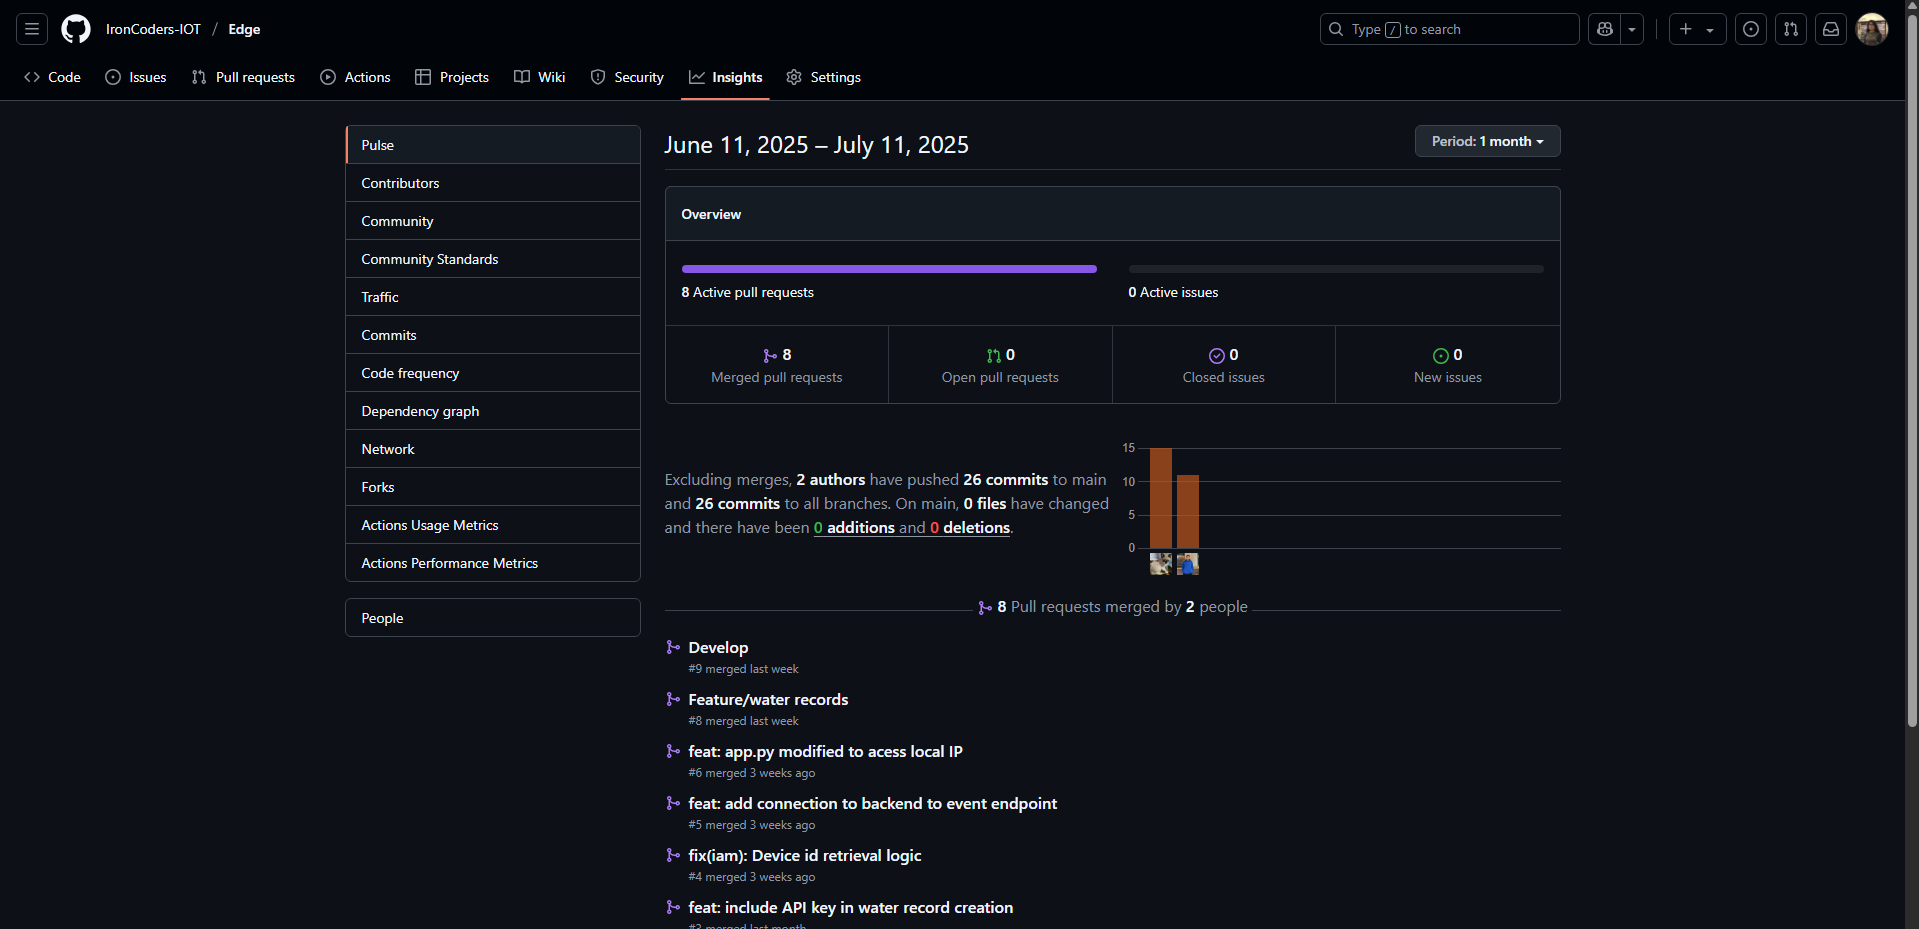 IronCoders-IOT / Edge
Type / to search
Code Issues Pull requests Actions Projects Wiki Security Insights Settings
Pulse
Contributors
Community
Community Standards
Traffic
Commits
Code frequency
Dependency graph
Network
Forks
Actions Usage Metrics
Actions Performance Metrics
People
June 11, 2025 – July 11, 2025
Period: 1 month
Overview
8 Active pull requests
0 Active issues
8
Merged pull requests
0
Open pull requests
0
Closed issues
0
New issues
Excluding merges, 2 authors have pushed 26 commits to main
and 26 commits to all branches. On main, 0 files have changed
and there have been 0 additions and 0 deletions.
15
10
5
0
8 Pull requests merged by 2 people
Develop
#9 merged last week
Feature/water records
#8 merged last week
feat: app.py modified to acess local IP
#6 merged 3 weeks ago
feat: add connection to backend to event endpoint
#5 merged 3 weeks ago
fix(iam): Device id retrieval logic
#4 merged 3 weeks ago
feat: include API key in water record creation
#3 merged last month